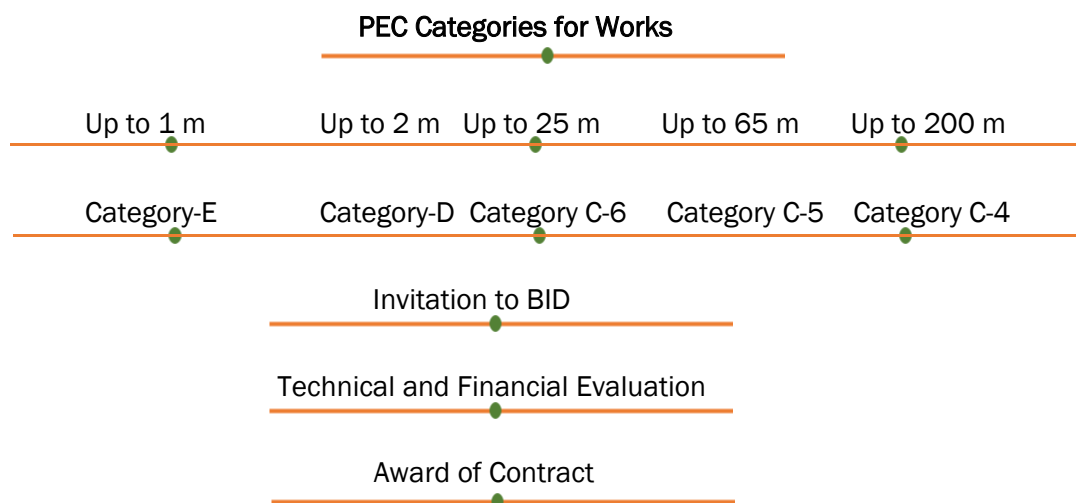 PEC Categories for Works
Up to 1 m Up to 2 m Up to 25 m Up to 65 m Up to 200 m
Category-E Category-D Category C-6 Category C-5 Category C-4
Invitation to BID
Technical and Financial Evaluation
Award of Contract